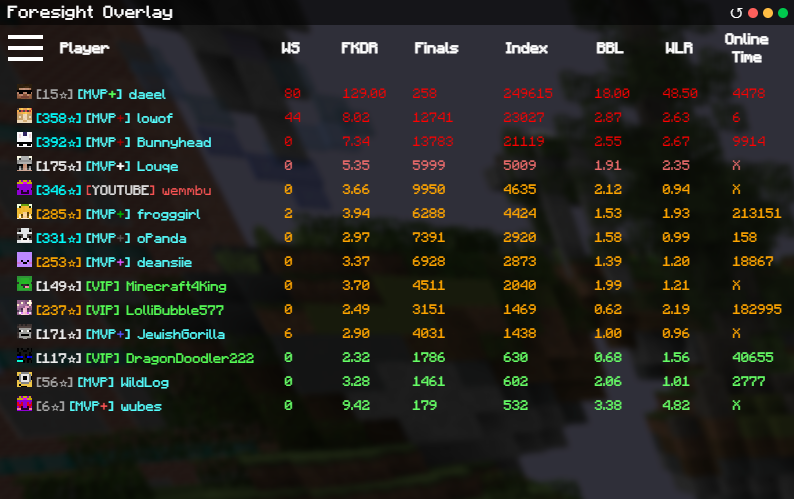 Foresight Overlay
Player WS FKDR Finals Index BBL WLR Online Time
[15☆] [MVP+] daeel 80 129.00 258 249615 18.00 48.50 4478
[358☆] [MVP+] lowof 44 8.02 12741 23027 2.87 2.63 6
[392☆] [MVP+] Bunnyhead 0 7.34 13783 21119 2.55 2.67 9914
[175☆] [MVP+] Louqe 0 5.35 5999 5009 1.91 2.35 X
[346☆] [YOUTUBE] wemmbu 0 3.66 9950 4635 2.12 0.94 X
[285☆] [MVP+] frogggirl 2 3.94 6288 4424 1.53 1.93 213151
[331☆] [MVP+] oPanda 0 2.97 7391 2920 1.58 0.99 158
[253☆] [MVP+] deansiie 0 3.37 6928 2873 1.39 1.20 18867
[149☆] [VIP] Minecraft4King 0 3.70 4511 2040 1.99 1.21 X
[237☆] [VIP] LolliBubble577 0 2.49 3151 1469 0.62 2.19 182995
[171☆] [MVP+] JewishGorilla 6 2.90 4031 1438 1.00 0.96 X
[117☆] [VIP] DragonDoodler222 0 2.32 1786 630 0.68 1.56 40655
[56☆] [MVP] WildLog 0 3.28 1461 602 2.06 1.01 2777
[6☆] [MVP+] wubes 0 9.42 179 532 3.38 4.82 X